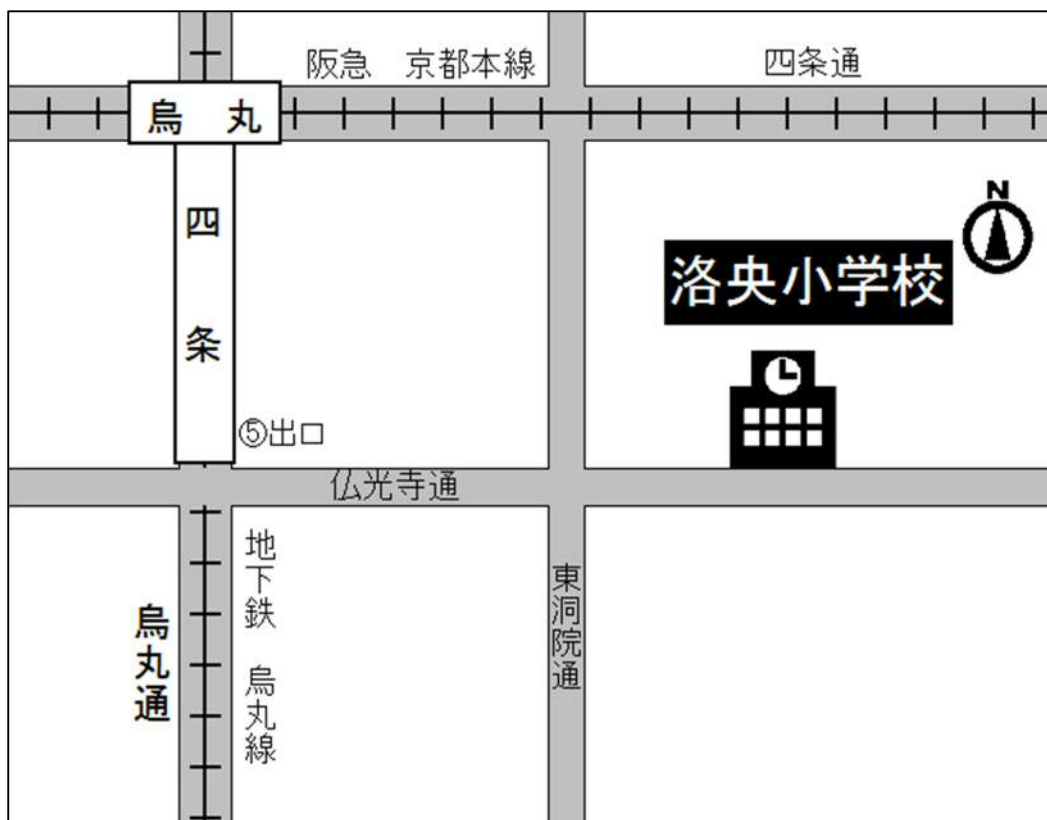 阪急　京都本線
四条通
烏　丸
四条
N
洛央小学校
⑤出口
仏光寺通
地下鉄　烏丸線
烏丸通
東洞院通